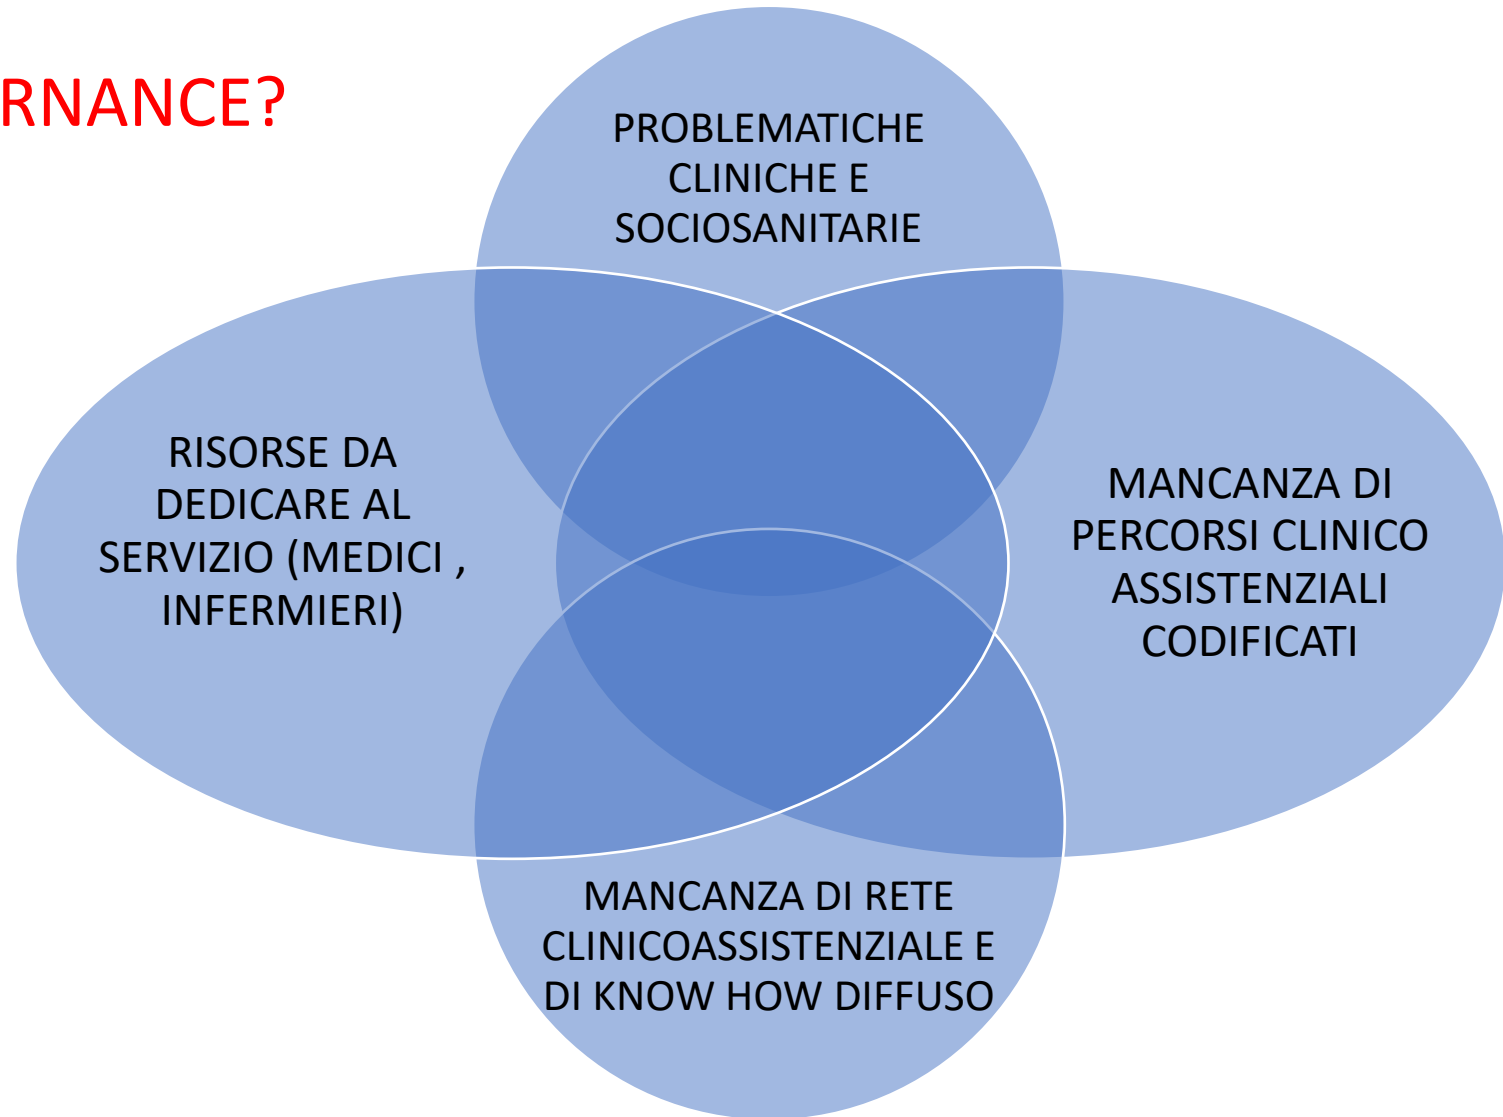 RNANCE?
PROBLEMATICHE
CLINICHE E
SOCIOSANITARIE
RISORSE DA
DEDICARE AL
SERVIZIO (MEDICI ,
INFERMIERI)
MANCANZA DI
PERCORSI CLINICO
ASSISTENZIALI
CODIFICATI
MANCANZA DI RETE
CLINICOASSISTENZIALE E
DI KNOW HOW DIFFUSO